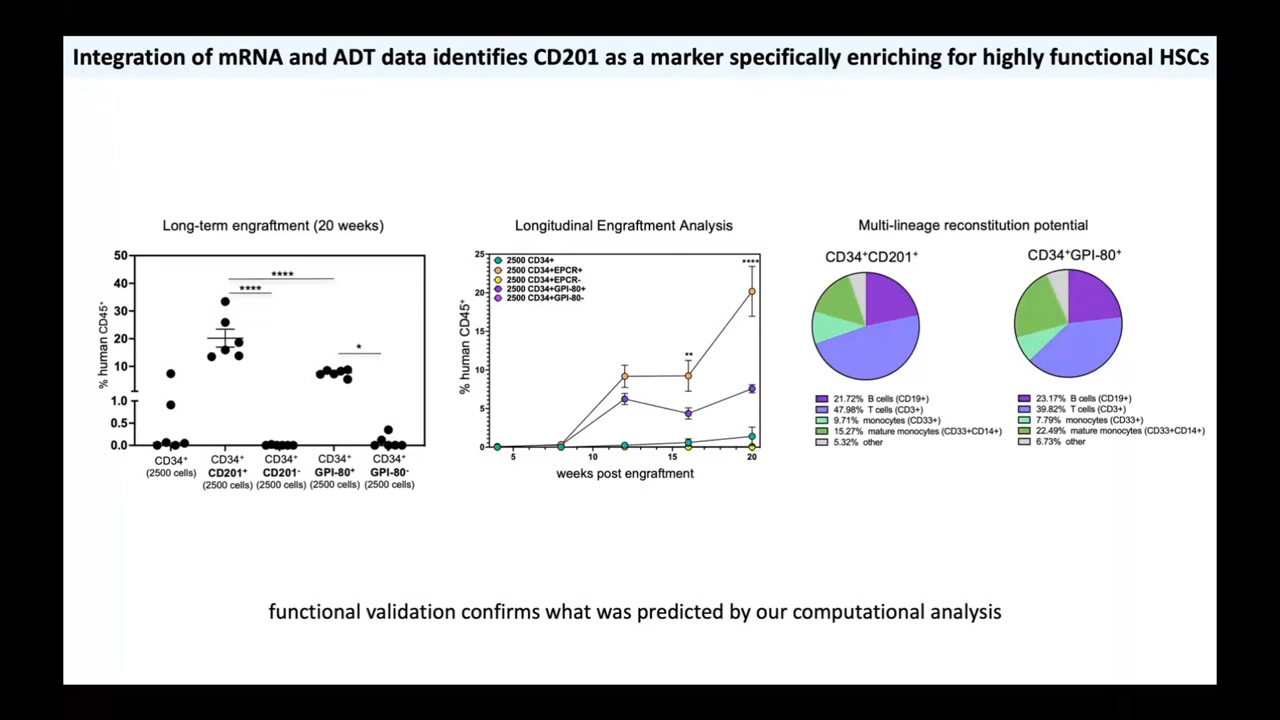 Integration of mRNA and ADT data identifies CD201 as a marker specifically enriching for highly functional HSCs
Long-term engraftment (20 weeks)
% human CD45⁺
50
40
30
20
10
1.0
0.5
0.0
****
****
*
CD34⁺
(2500 cells)
CD34⁺
CD201⁺
(2500 cells)
CD34⁺
CD201⁻
(2500 cells)
CD34⁺
GPI-80⁺
(2500 cells)
CD34⁺
GPI-80⁻
(2500 cells)
Longitudinal Engraftment Analysis
% human CD45⁺
25
20
15
10
5
0
2500 CD34+
2500 CD34+EPCR+
2500 CD34+EPCR-
2500 CD34+GPI-80+
2500 CD34+GPI-80-
**
****
5
10
15
20
weeks post engraftment
Multi-lineage reconstitution potential
CD34⁺CD201⁺
21.72% B cells (CD19+)
47.98% T cells (CD3+)
9.71% monocytes (CD33+)
15.27% mature monocytes (CD33+CD14+)
5.32% other
CD34⁺GPI-80⁺
23.17% B cells (CD19+)
39.82% T cells (CD3+)
7.79% monocytes (CD33+)
22.49% mature monocytes (CD33+CD14+)
6.73% other
functional validation confirms what was predicted by our computational analysis